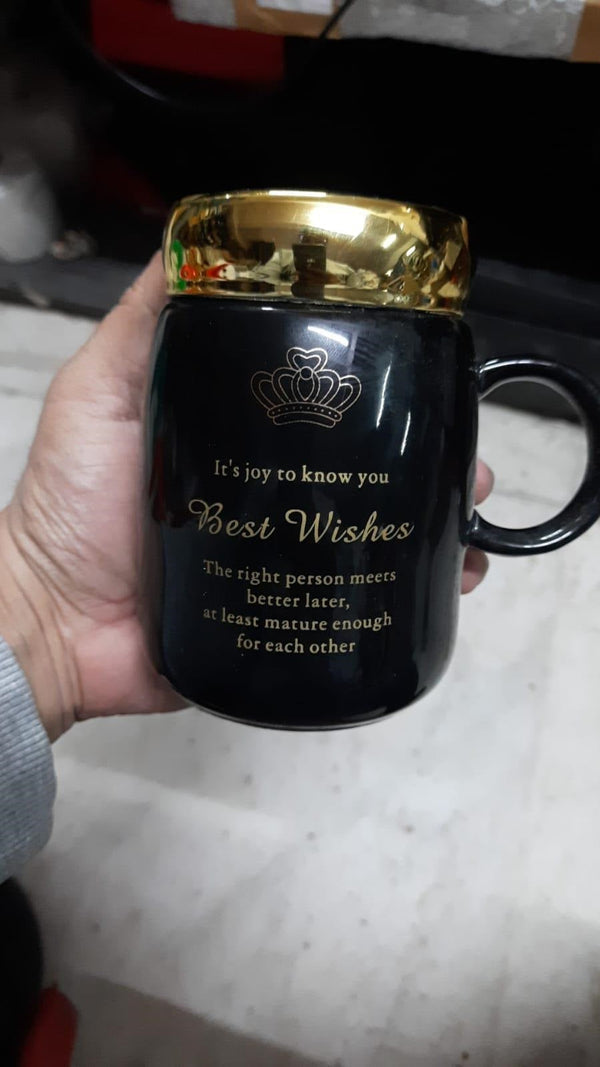 It's joy to know you
Best Wishes
The right person meets
better later,
at least mature enough
for each other